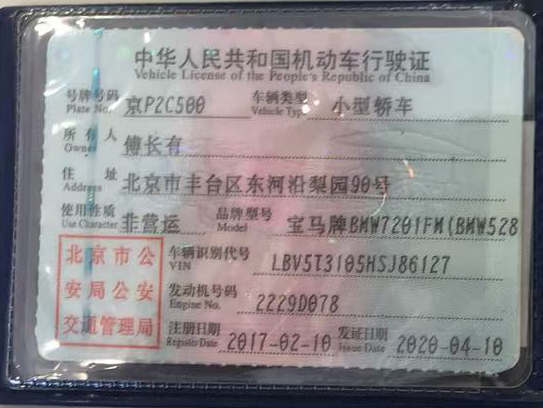 中华人民共和国机动车行驶证
Vehicle License of the People's Republic of China
号牌号码 京P2C500 车辆类型 小型轿车
Plate No. Vehicle Type
所有人 傅长有
Owner
住址 北京市丰台区东河沿梨园90号
Address
使用性质 非营运 品牌型号 宝马牌BMW7201FM(BMW528
Use Character Model
北京市公
安局公安
交通管理局
车辆识别代号 LBV5T3105HSJ86127
VIN
发动机号码 2229D078
Engine No.
注册日期 2017-02-10 发证日期 2020-04-10
Register Date Issue Date